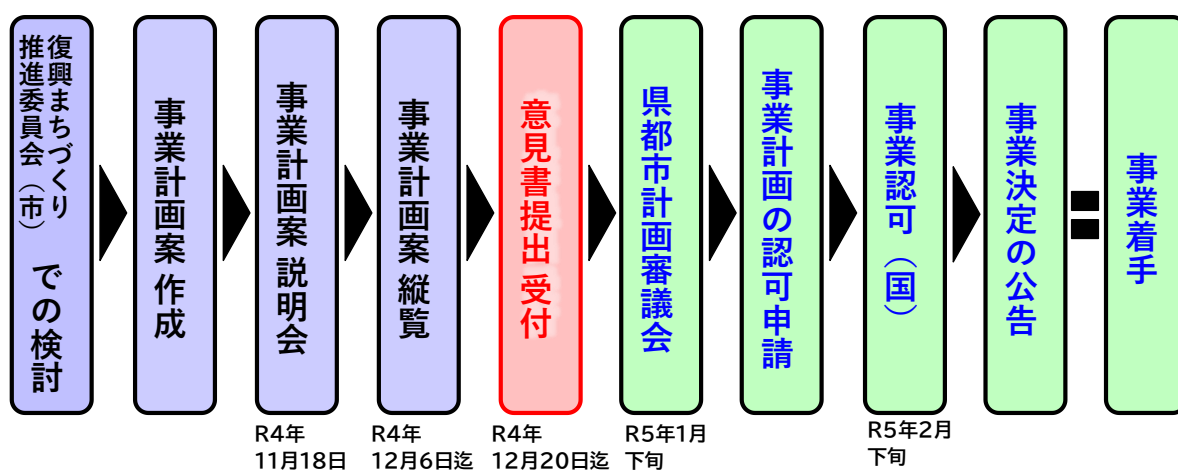 復興まちづくり
推進委員会（市）
での検討
事業計画案 作成
事業計画案 説明会
R4年
11月18日
事業計画案 縦覧
R4年
12月6日迄
意見書提出 受付
R4年
12月20日迄
県都市計画審議会
R5年1月
下旬
事業計画の認可申請
事業認可（国）
R5年2月
下旬
事業決定の公告
事業着手